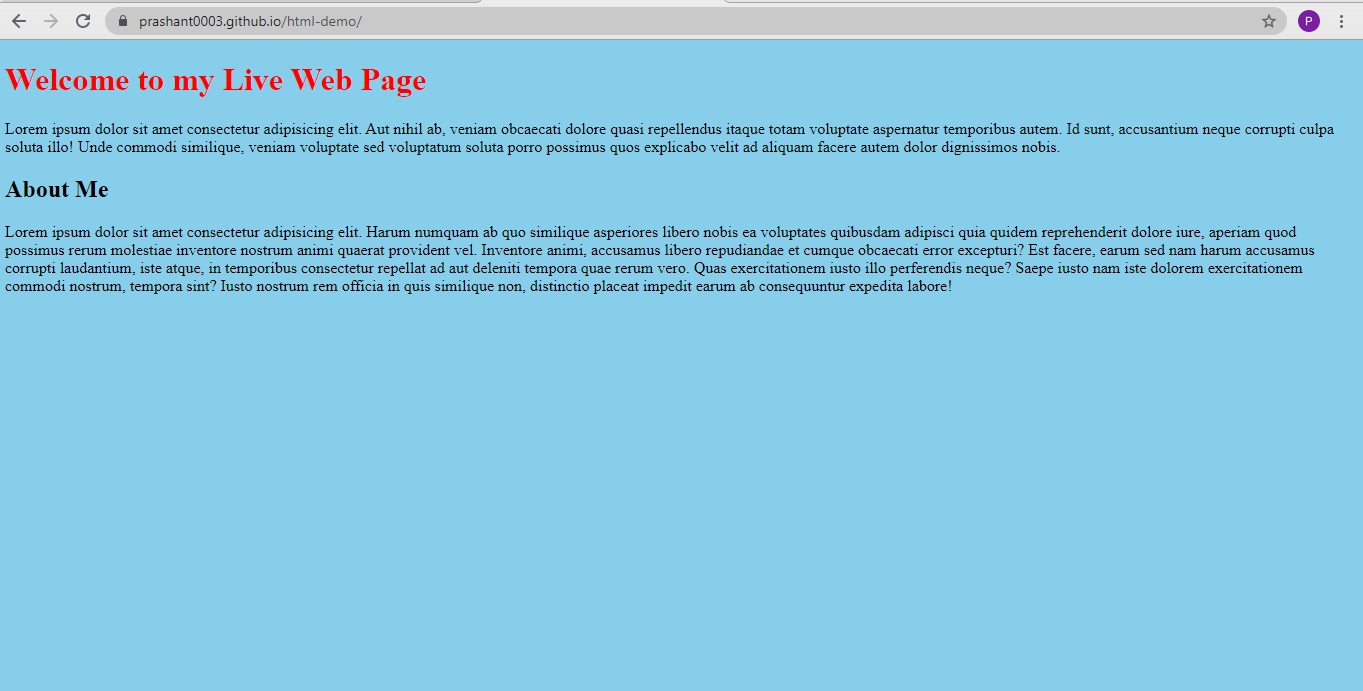 prashant0003.github.io/html-demo/
P
Welcome to my Live Web Page
Lorem ipsum dolor sit amet consectetur adipisicing elit. Aut nihil ab, veniam obcaecati dolore quasi repellendus itaque totam voluptate aspernatur temporibus autem. Id sunt, accusantium neque corrupti culpa
soluta illo! Unde commodi similique, veniam voluptate sed voluptatum soluta porro possimus quos explicabo velit ad aliquam facere autem dolor dignissimos nobis.
About Me
Lorem ipsum dolor sit amet consectetur adipisicing elit. Harum numquam ab quo similique asperiores libero nobis ea voluptates quibusdam adipisci quia quidem reprehenderit dolore iure, aperiam quod
possimus rerum molestiae inventore nostrum animi quaerat provident vel. Inventore animi, accusamus libero repudiandae et cumque obcaecati error excepturi? Est facere, earum sed nam harum accusamus
corrupti laudantium, iste atque, in temporibus consectetur repellat ad aut deleniti tempora quae rerum vero. Quas exercitationem iusto illo perferendis neque? Saepe iusto nam iste dolorem exercitationem
commodi nostrum, tempora sint? Iusto nostrum rem officia in quis similique non, distinctio placeat impedit earum ab consequuntur expedita labore!